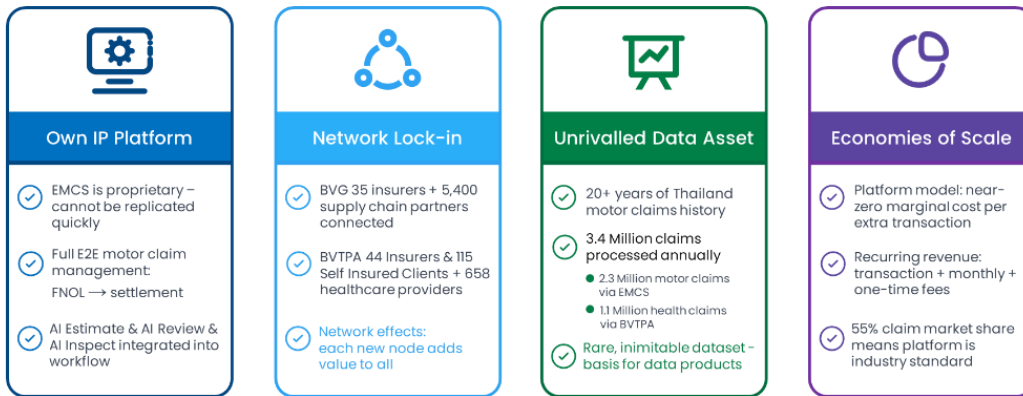 Own IP Platform
EMCS is proprietary –
cannot be replicated
quickly
Full E2E motor claim
management:
FNOL → settlement
AI Estimate & AI Review &
AI Inspect integrated into
workflow
Network Lock-in
BVG 35 insurers + 5,400
supply chain partners
connected
BVTPA 44 Insurers & 115
Self Insured Clients + 658
healthcare providers
Network effects:
each new node adds
value to all
Unrivalled Data Asset
20+ years of Thailand
motor claims history
3.4 Million claims
processed annually
2.3 Million motor claims
via EMCS
1.1 Million health claims
via BVTPA
Rare, inimitable dataset -
basis for data products
Economies of Scale
Platform model: near-
zero marginal cost per
extra transaction
Recurring revenue:
transaction + monthly +
one-time fees
55% claim market share
means platform is
industry standard